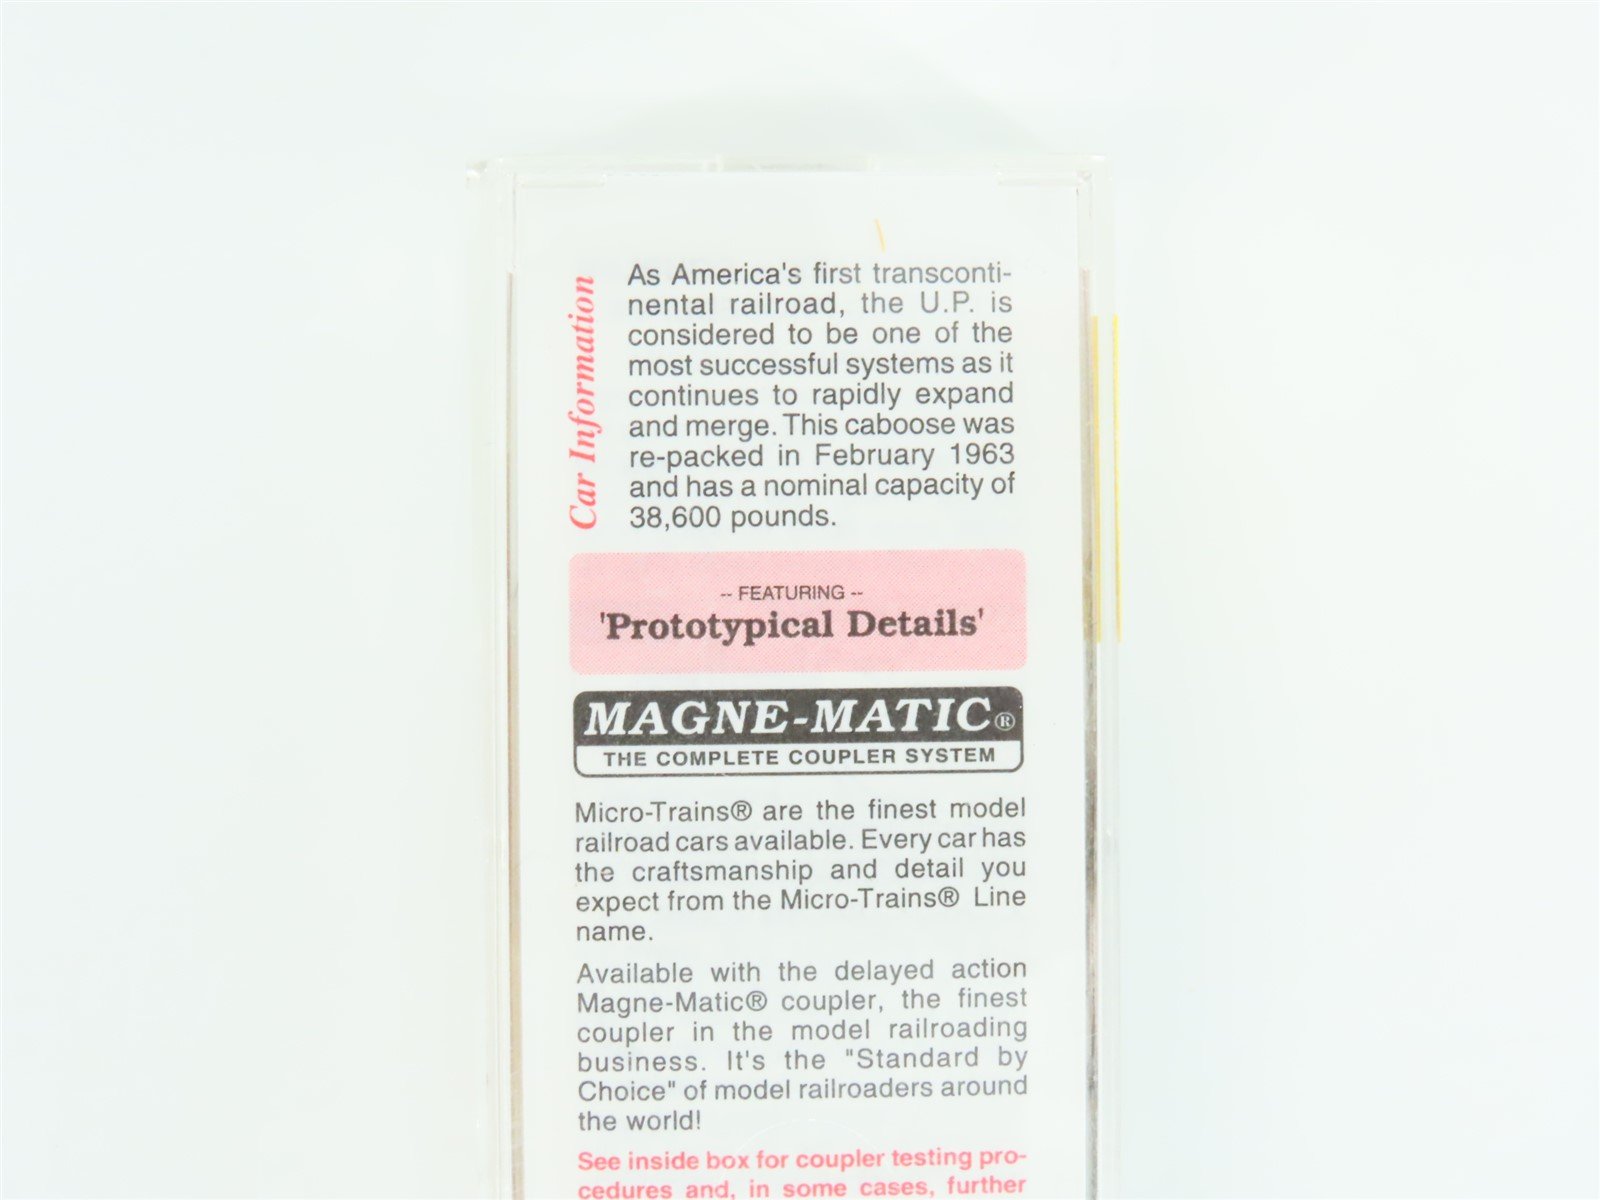 Car Information
As America's first transconti-
nental railroad, the U.P. is
considered to be one of the
most successful systems as it
continues to rapidly expand
and merge. This caboose was
re-packed in February 1963
and has a nominal capacity of
38,600 pounds.
-- FEATURING --
'Prototypical Details'
MAGNE-MATIC®
THE COMPLETE COUPLER SYSTEM
Micro-Trains® are the finest model
railroad cars available. Every car has
the craftsmanship and detail you
expect from the Micro-Trains® Line
name.
Available with the delayed action
Magne-Matic® coupler, the finest
coupler in the model railroading
business. It's the "Standard by
Choice" of model railroaders around
the world!
See inside box for coupler testing pro-
cedures and, in some cases, further